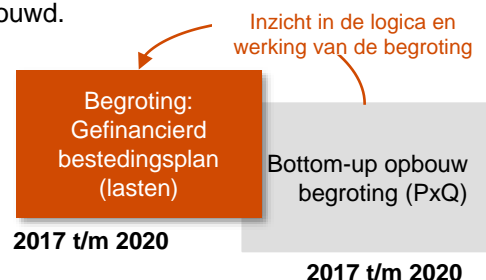 ouwd.
Inzicht in de logica en
werking van de begroting
Begroting:
Gefinancierd
bestedingsplan
(lasten)
Bottom-up opbouw
begroting (PxQ)
2017 t/m 2020
2017 t/m 2020